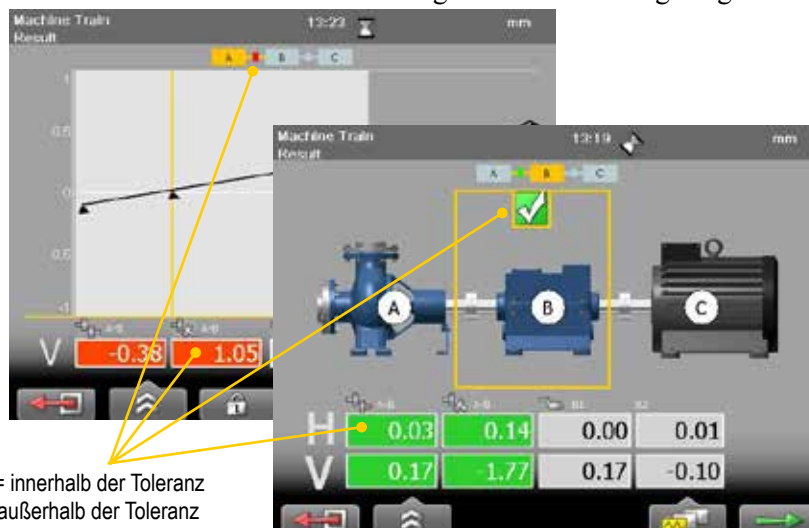 Machine Train
Result
13:23
mm
A B C
1
0.5
0
0.5
-1
A-B
A-B
V -0.38 1.05
Machine Train
Result
13:19
mm
A B C
A B C
A-B
A-B
B1
B2
H 0.03 0.14 0.00 0.01
V 0.17 -1.77 0.17 -0.10
= innerhalb der Toleranz
außerhalb der Toleranz